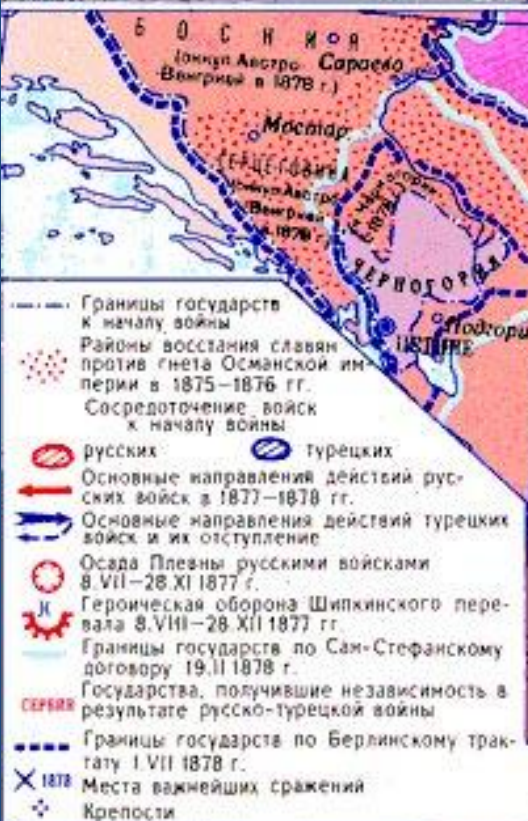 БОСНИЯ
(оккуп. Австро-
Венгрией в 1878 г.)
Сараево
Мостар
ГЕРЦЕГОВИНА
(оккуп. Австро-
Венгрией
в 1878 г.)
(1878)
ЧЕРНОГОРИЯ
Подгори
ЦЕТИНЕ
Границы государств
к началу войны
Районы восстания славян
против гнета Османской им-
перии в 1875–1876 гг.
Сосредоточение войск
к началу войны
русских
турецких
Основные направления действий рус-
ских войск в 1877–1878 гг.
Основные направления действий турецких
войск и их отступление
Осада Плевны русскими войсками
8.VII–28.XI 1877 г.
Героическая оборона Шипкинского пере-
вала 8.VIII–28.XII 1877 гг.
Границы государств по Сан-Стефанскому
договору 19.II 1878 г.
СЕРБИЯ
Государства, получившие независимость в
результате русско-турецкой войны
Границы государств по Берлинскому трак-
тату 1.VII 1878 г.
1878
Места важнейших сражений
Крепости